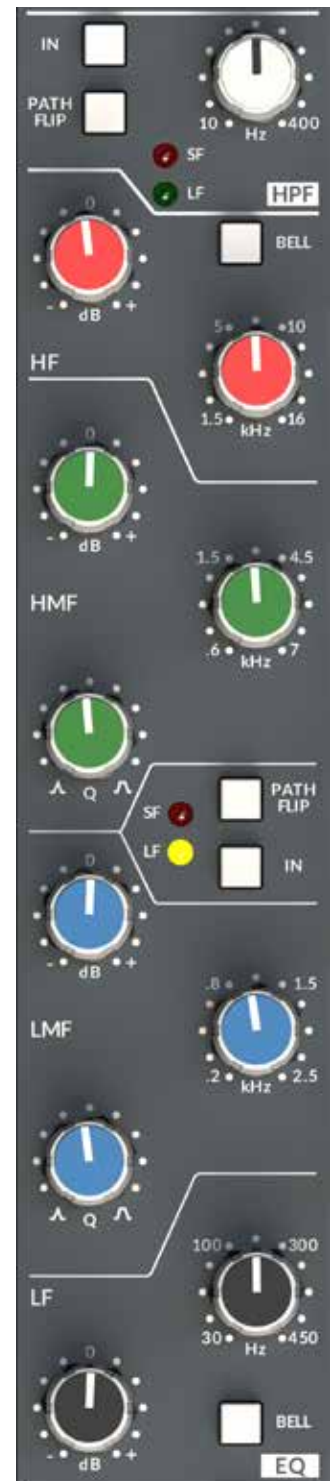 IN
PATH
FLIP
10 Hz 400
SF
LF
HPF
0
- dB +
BELL
HF
5 10
1.5 kHz 16
0
- dB +
1.5 4.5
HMF
.6 kHz 7
Q
PATH
FLIP
SF
LF
IN
0
- dB +
.8 1.5
LMF
.2 kHz 2.5
Q
100 300
LF
30 Hz 450
0
- dB +
BELL
EQ